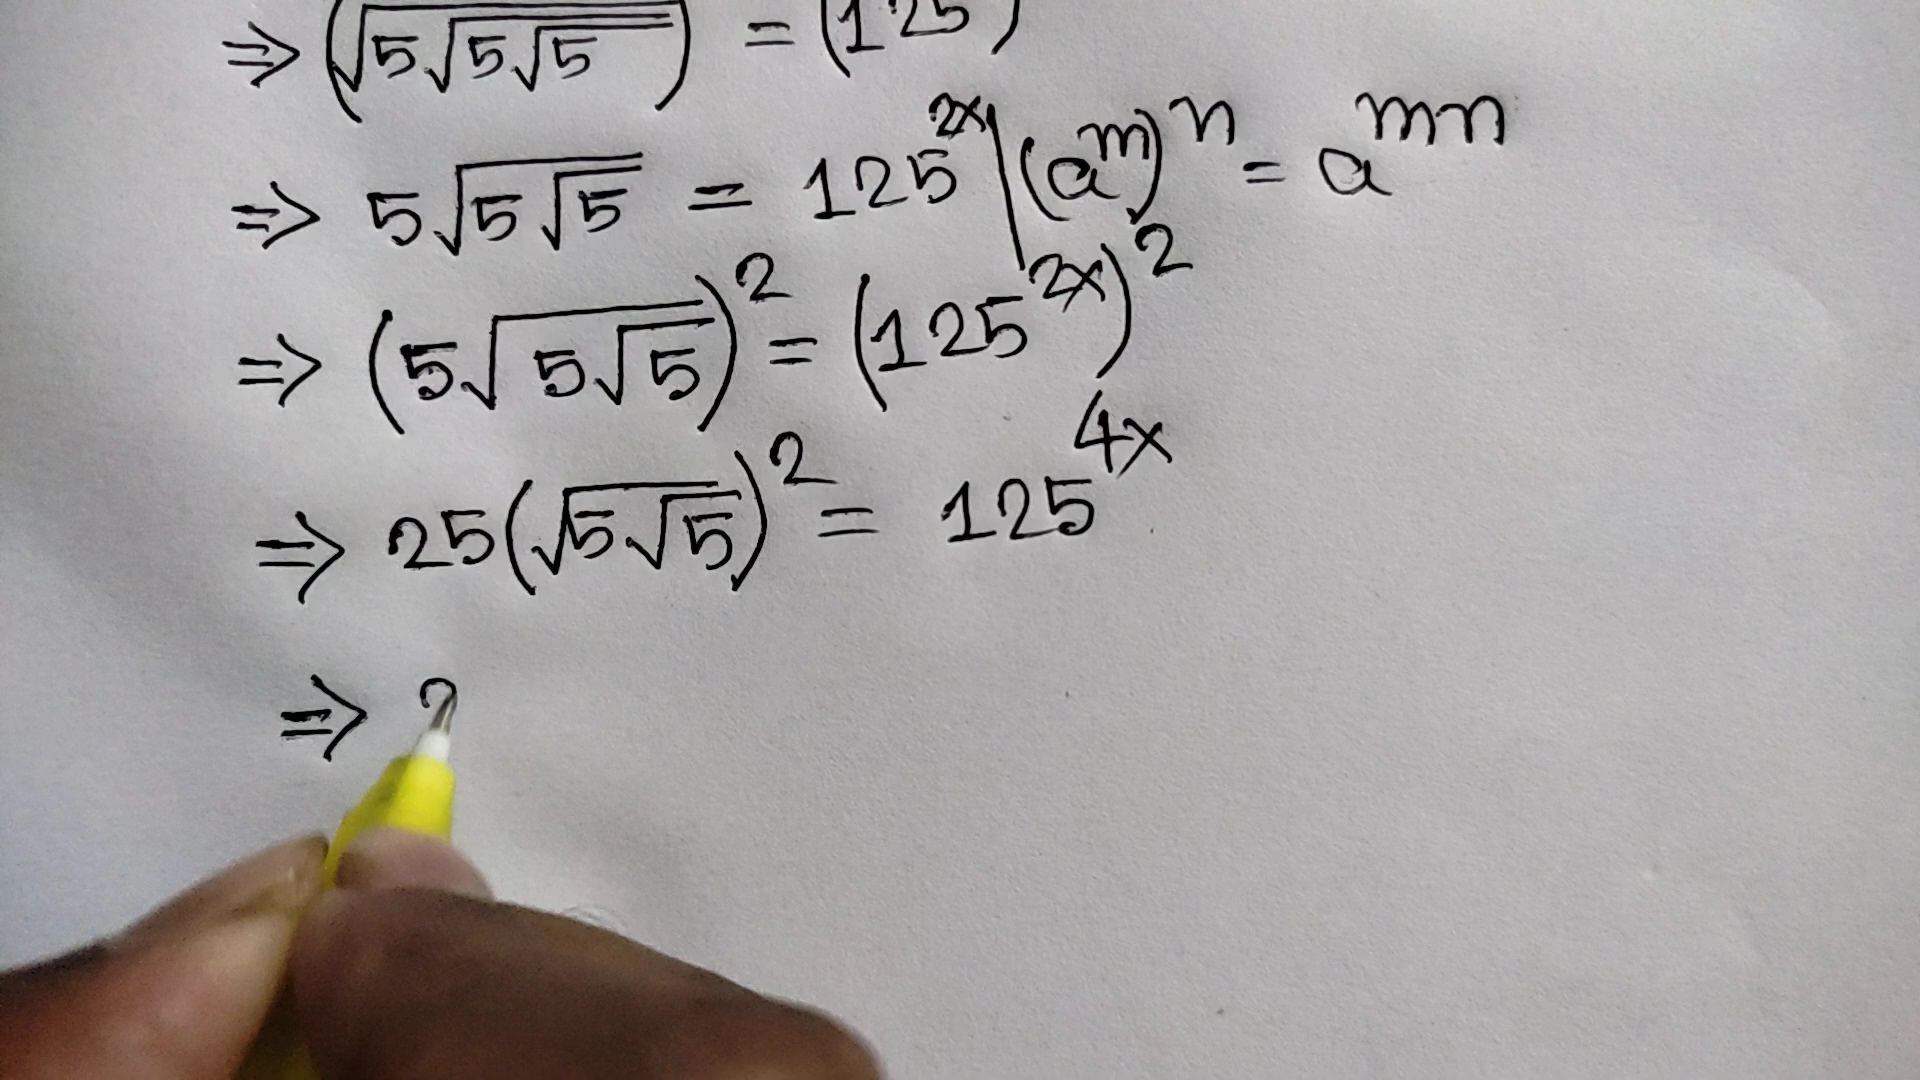 ⇒ (√(5√(5√5))) = (125)
⇒ 5√(5√5) = 125^2x | (a^m)^n = a^mn
⇒ (5√(5√5))^2 = (125^2x)^2
⇒ 25(√(5√5))^2 = 125^4x
⇒ 2